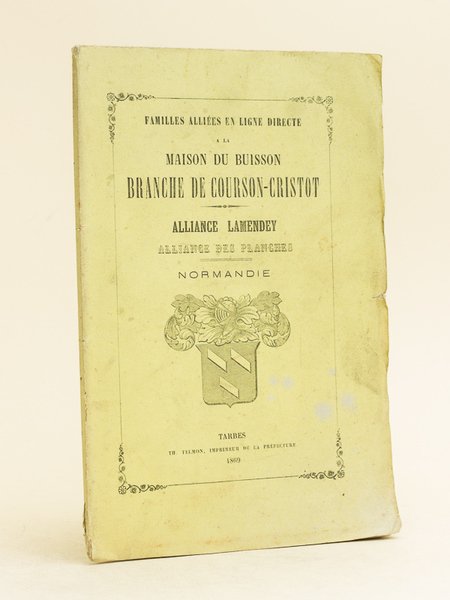 FAMILLES ALLIÉES EN LIGNE DIRECTE
A LA
MAISON DU BUISSON
BRANCHE DE COURSON-CRISTOT
ALLIANCE LAMENDEY
ALLIANCE DES PLANCHES
NORMANDIE
TARBES
TH. TELMON, IMPRIMEUR DE LA PRÉFECTURE
1869